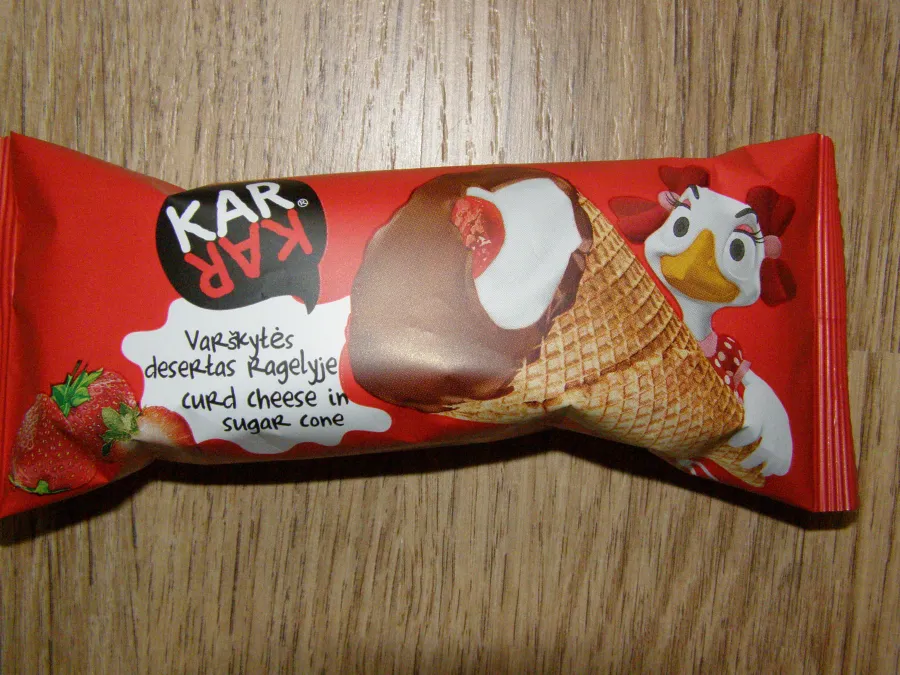 KAR
KAR
®
Varškytės
desertas Ragelyje
curd cheese in
sugar cone